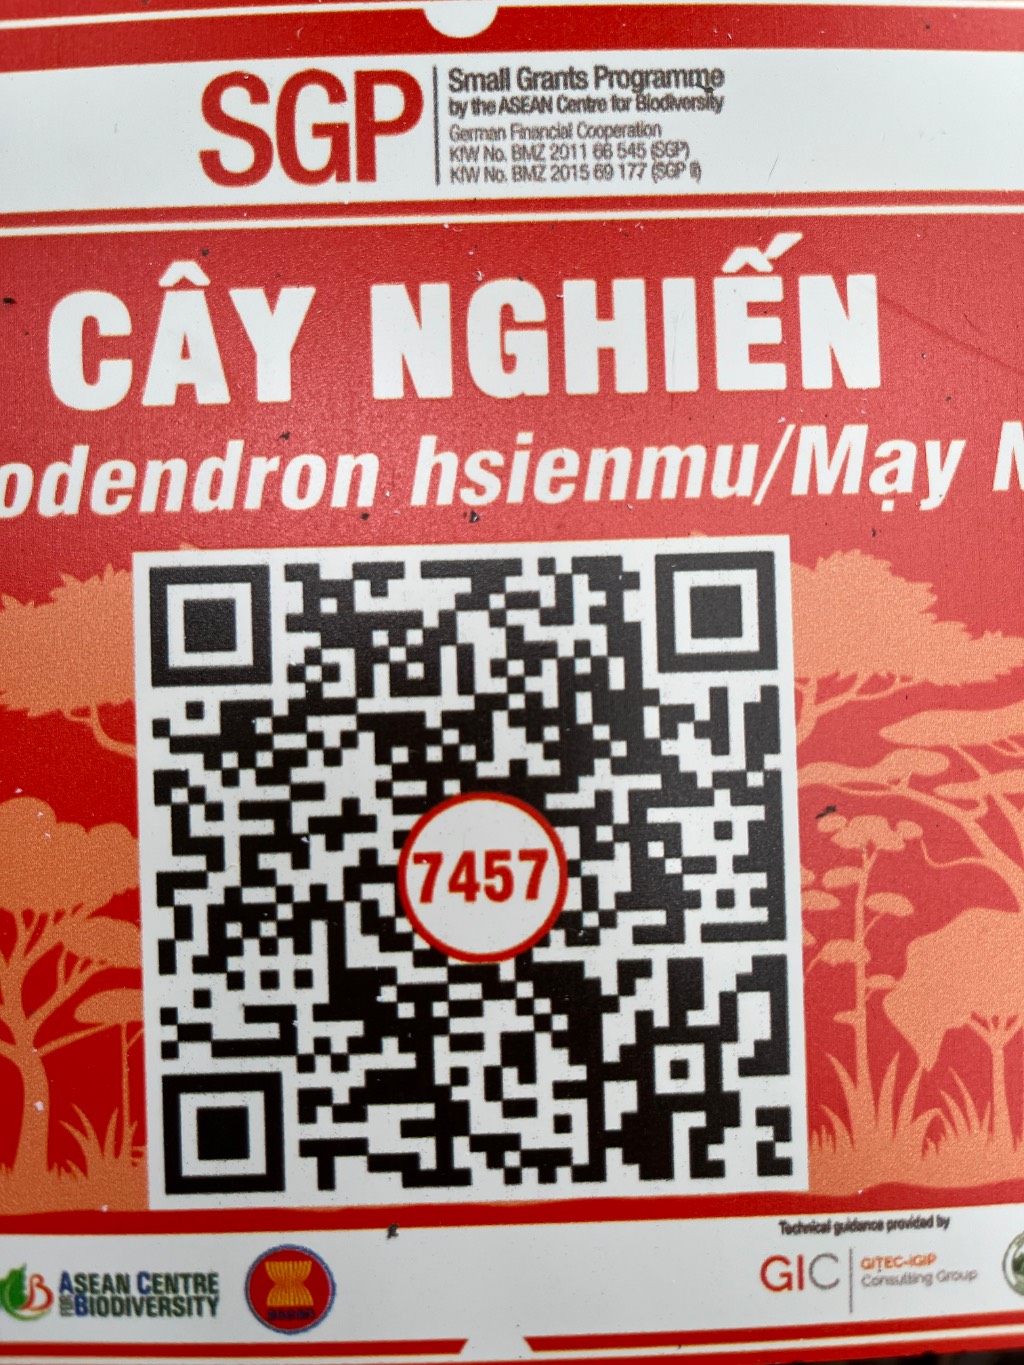 SGP
Small Grants Programme
by the ASEAN Centre for Biodiversity
German Financial Cooperation
KfW No. BMZ 2011 66 545 (SGP)
KfW No. BMZ 2015 69 177 (SGP II)
CÂY NGHIẾN
odendron hsienmu/Mạy N
7457
Technical guidance provided by
ASEAN CENTRE
FOR BIODIVERSITY
GIC
GITEC-IGIP
Consulting Group